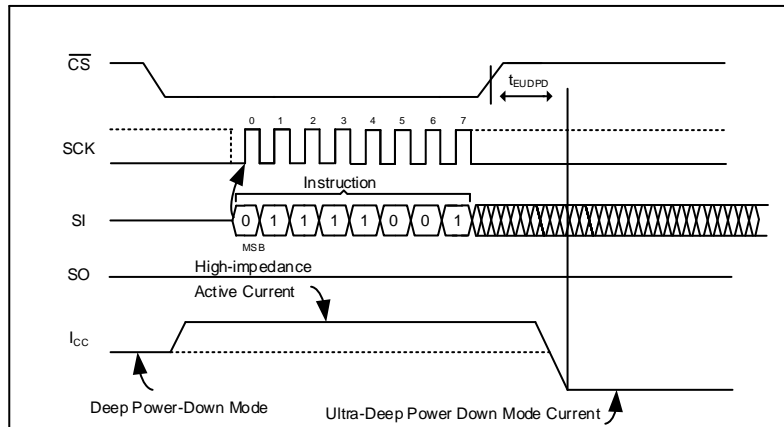 CS
tEUDPD
0 1 2 3 4 5 6 7
SCK
Instruction
SI
0 1 1 1 1 0 0 1
MSB
High-impedance
SO
Active Current
ICC
Deep Power-Down Mode
Ultra-Deep Power Down Mode Current